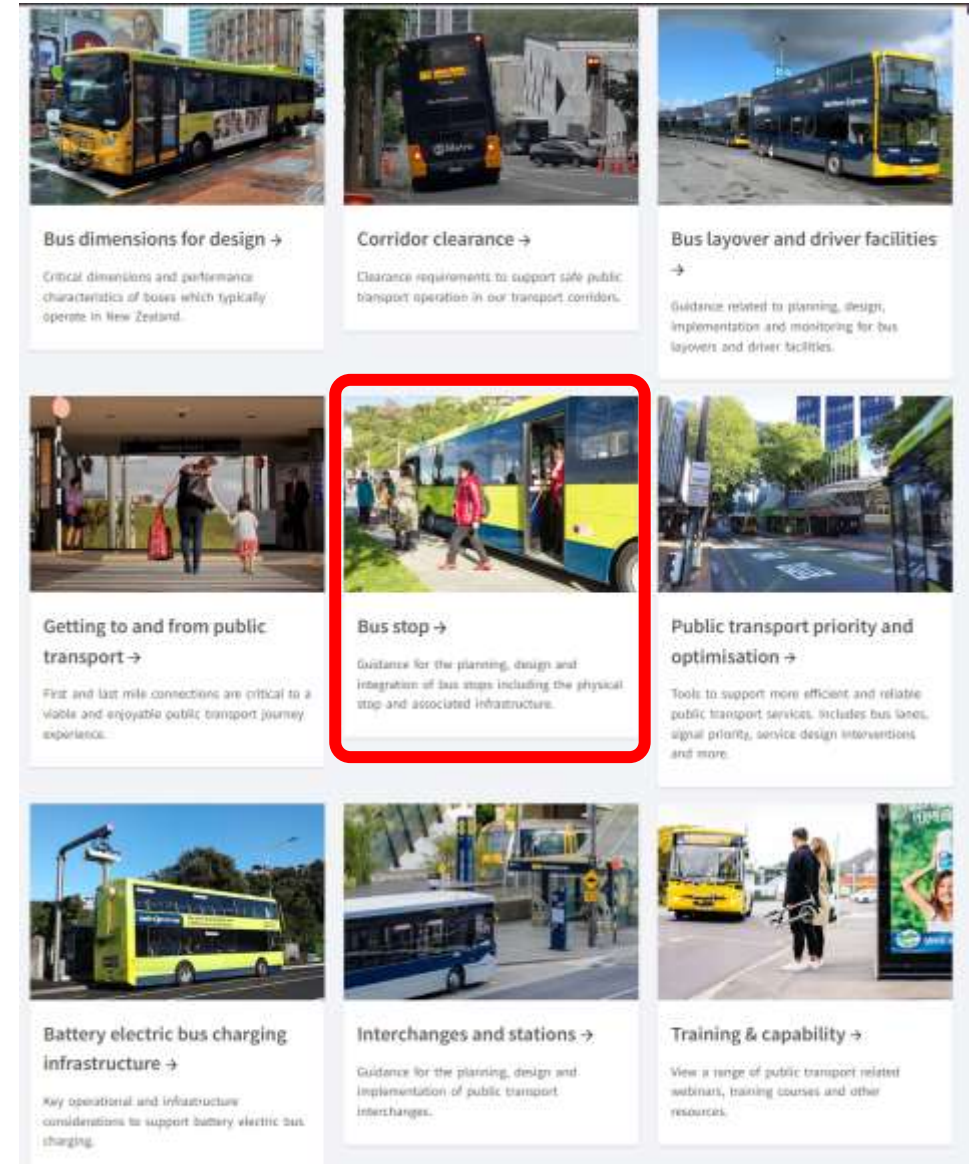 Bus dimensions for design →
Critical dimensions and performance
characteristics of buses which typically
operate in New Zealand.
Corridor clearance →
Clearance requirements to support safe public
transport operation in our transport corridors.
Bus layover and driver facilities
→
Guidance related to planning, design,
implementation and monitoring for bus
layovers and driver facilities.
Getting to and from public
transport →
First and last mile connections are critical to a
viable and enjoyable public transport journey
experience.
Bus stop →
Guidance for the planning, design and
integration of bus stops including the physical
stop and associated infrastructure.
Public transport priority and
optimisation →
Tools to support more efficient and reliable
public transport services. Includes bus lanes,
signal priority, service design interventions
and more.
Battery electric bus charging
infrastructure →
Key operational and infrastructure
considerations to support battery electric bus
charging.
Interchanges and stations →
Guidance for the planning, design and
implementation of public transport
interchanges.
Training & capability →
View a range of public transport related
webinars, training courses and other
resources.